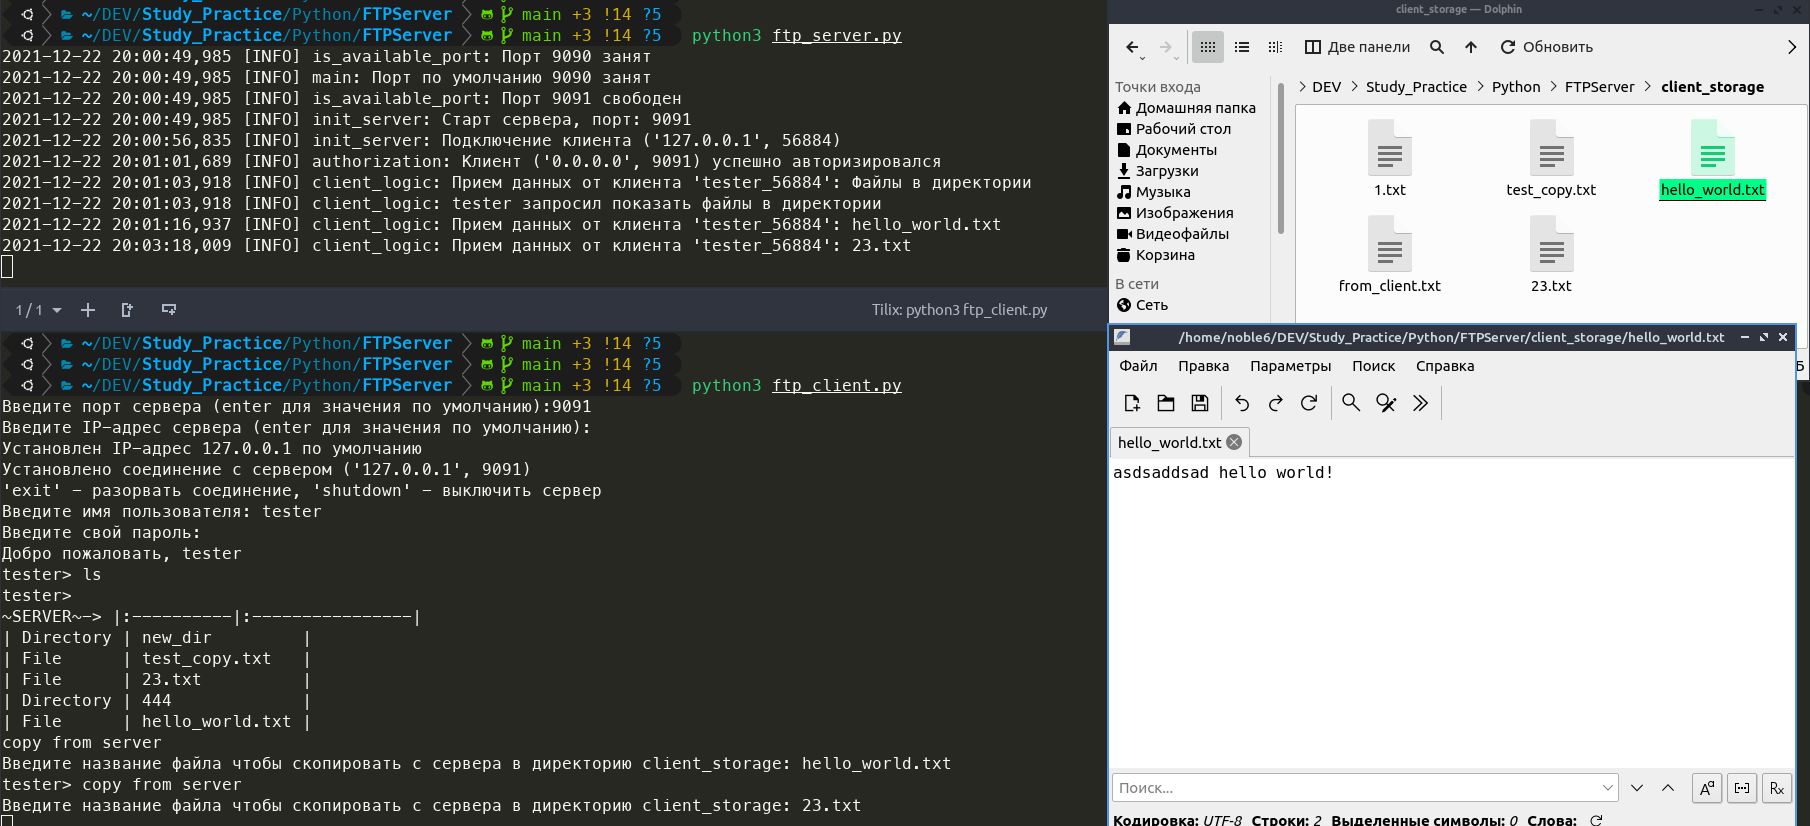 ~/DEV/Study_Practice/Python/FTPServer main +3 !14 ?5
~/DEV/Study_Practice/Python/FTPServer main +3 !14 ?5 python3 ftp_server.py
2021-12-22 20:00:49,985 [INFO] is_available_port: Порт 9090 занят
2021-12-22 20:00:49,985 [INFO] main: Порт по умолчанию 9090 занят
2021-12-22 20:00:49,985 [INFO] is_available_port: Порт 9091 свободен
2021-12-22 20:00:49,985 [INFO] init_server: Старт сервера, порт: 9091
2021-12-22 20:00:56,835 [INFO] init_server: Подключение клиента ('127.0.0.1', 56884)
2021-12-22 20:01:01,689 [INFO] authorization: Клиент ('0.0.0.0', 9091) успешно авторизировался
2021-12-22 20:01:03,918 [INFO] client_logic: Прием данных от клиента 'tester_56884': Файлы в директории
2021-12-22 20:01:03,918 [INFO] client_logic: tester запросил показать файлы в директории
2021-12-22 20:01:16,937 [INFO] client_logic: Прием данных от клиента 'tester_56884': hello_world.txt
2021-12-22 20:03:18,009 [INFO] client_logic: Прием данных от клиента 'tester_56884': 23.txt
1 / 1
Tilix: python3 ftp_client.py
~/DEV/Study_Practice/Python/FTPServer main +3 !14 ?5
~/DEV/Study_Practice/Python/FTPServer main +3 !14 ?5
~/DEV/Study_Practice/Python/FTPServer main +3 !14 ?5 python3 ftp_client.py
Введите порт сервера (enter для значения по умолчанию):9091
Введите IP-адрес сервера (enter для значения по умолчанию):
Установлен IP-адрес 127.0.0.1 по умолчанию
Установлено соединение с сервером ('127.0.0.1', 9091)
'exit' - разорвать соединение, 'shutdown' - выключить сервер
Введите имя пользователя: tester
Введите свой пароль:
Добро пожаловать, tester
tester> ls
tester>
~SERVER~-> |:----------|:----------------|
| Directory | new_dir         |
| File      | test_copy.txt   |
| File      | 23.txt          |
| Directory | 444             |
| File      | hello_world.txt |
copy from server
Введите название файла чтобы скопировать с сервера в директорию client_storage: hello_world.txt
tester> copy from server
Введите название файла чтобы скопировать с сервера в директорию client_storage: 23.txt
client_storage — Dolphin
Две панели
Обновить
Точки входа
Домашняя папка
Рабочий стол
Документы
Загрузки
Музыка
Изображения
Видеофайлы
Корзина
В сети
Сеть
> DEV > Study_Practice > Python > FTPServer > client_storage
1.txt
test_copy.txt
hello_world.txt
from_client.txt
23.txt
Б
/home/noble6/DEV/Study_Practice/Python/FTPServer/client_storage/hello_world.txt
Файл Правка Параметры Поиск Справка
hello_world.txt
asdsaddsad hello world!
Поиск...
Кодировка: UTF-8 Строки: 2 Выделенные символы: 0 Слова: